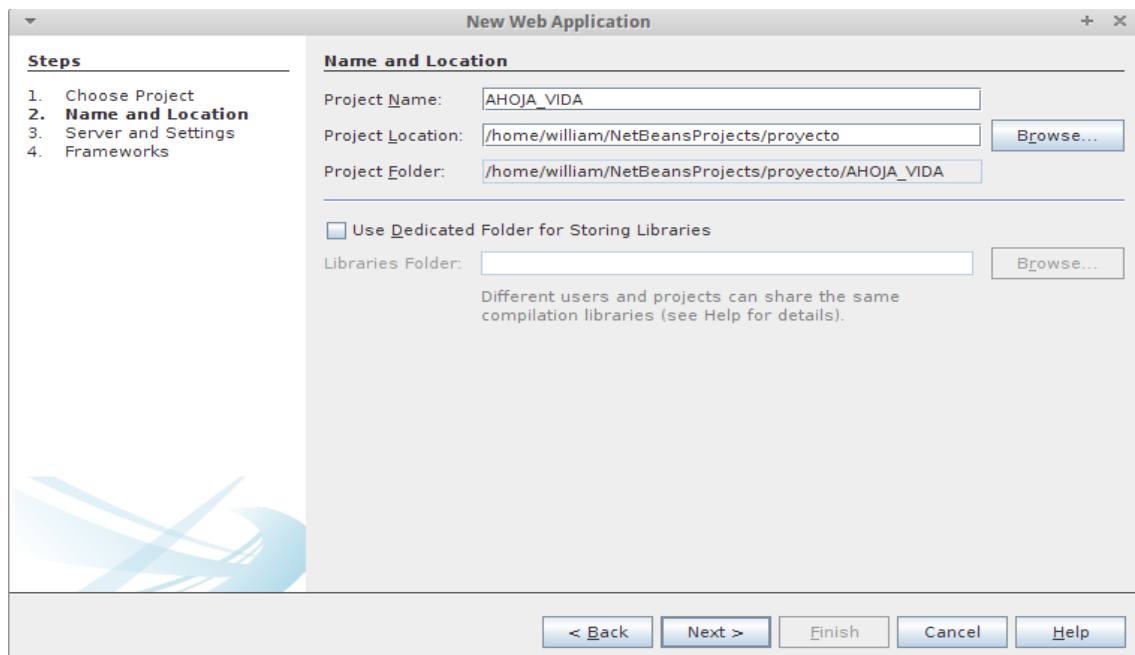 New Web Application
Steps
1. Choose Project
2. Name and Location
3. Server and Settings
4. Frameworks
Name and Location
Project Name: AHOJA_VIDA
Project Location: /home/william/NetBeansProjects/proyecto Browse...
Project Folder: /home/william/NetBeansProjects/proyecto/AHOJA_VIDA
Use Dedicated Folder for Storing Libraries
Libraries Folder: Browse...
Different users and projects can share the same
compilation libraries (see Help for details).
< Back Next > Finish Cancel Help